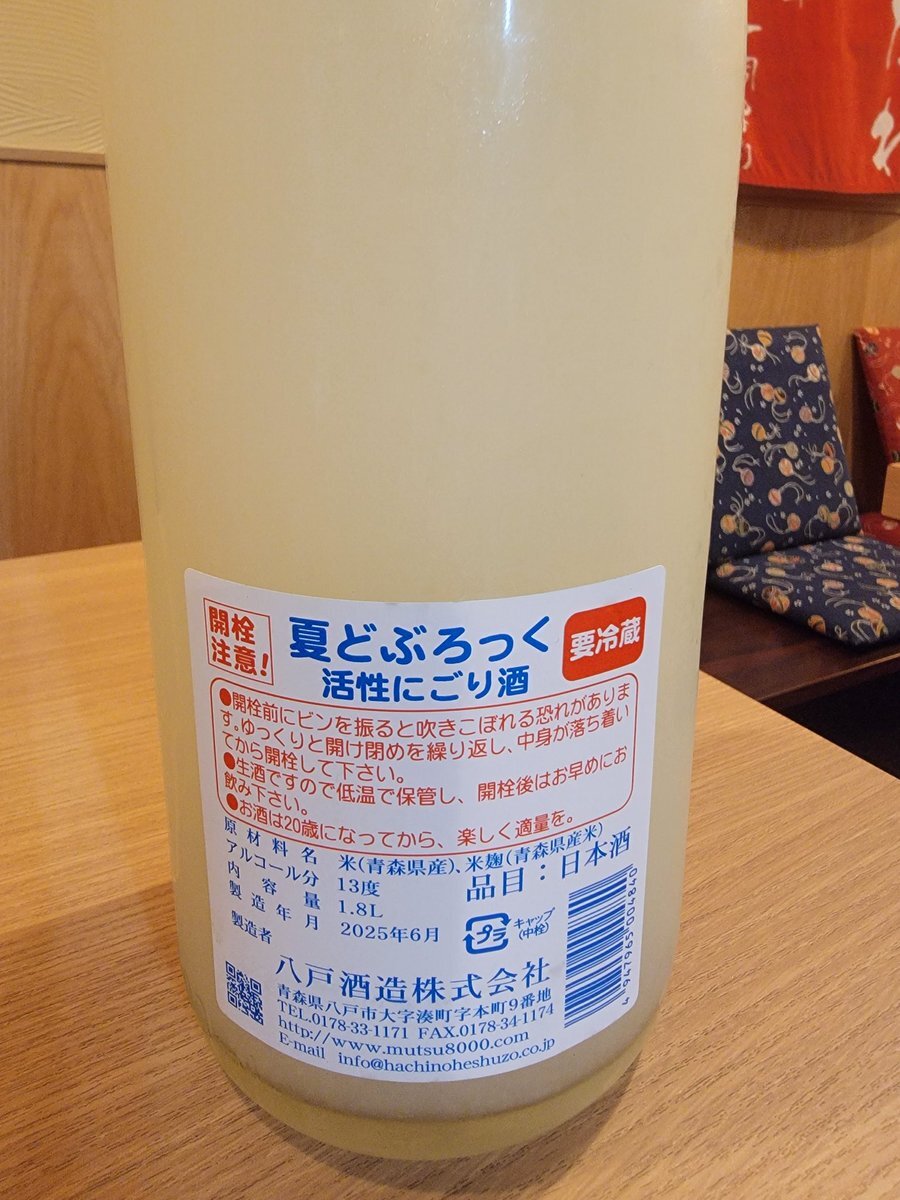 開栓
注意!
夏どぶろっく
活性にごり酒
要冷蔵
●開栓前にビンを振ると吹きこぼれる恐れがありま
す。ゆっくりと開け閉めを繰り返し、中身が落ち着い
てから開栓して下さい。
●生酒ですので低温で保管し、開栓後はお早めにお
飲み下さい。
●お酒は20歳になってから、楽しく適量を。
原材料名 米(青森県産)、米麹(青森県産米)
アルコール分 13度
品目:日本酒
内容量 1.8L
製造年月 2025年6月
プラ
キャップ
(中栓)
製造者
八戸酒造株式会社
青森県八戸市大字湊町字本町9番地
TEL.0178-33-1171 FAX.0178-34-1174
http://www.mutsu8000.com
E-mail info@hachinoheshuzo.co.jp
4 947965 004840